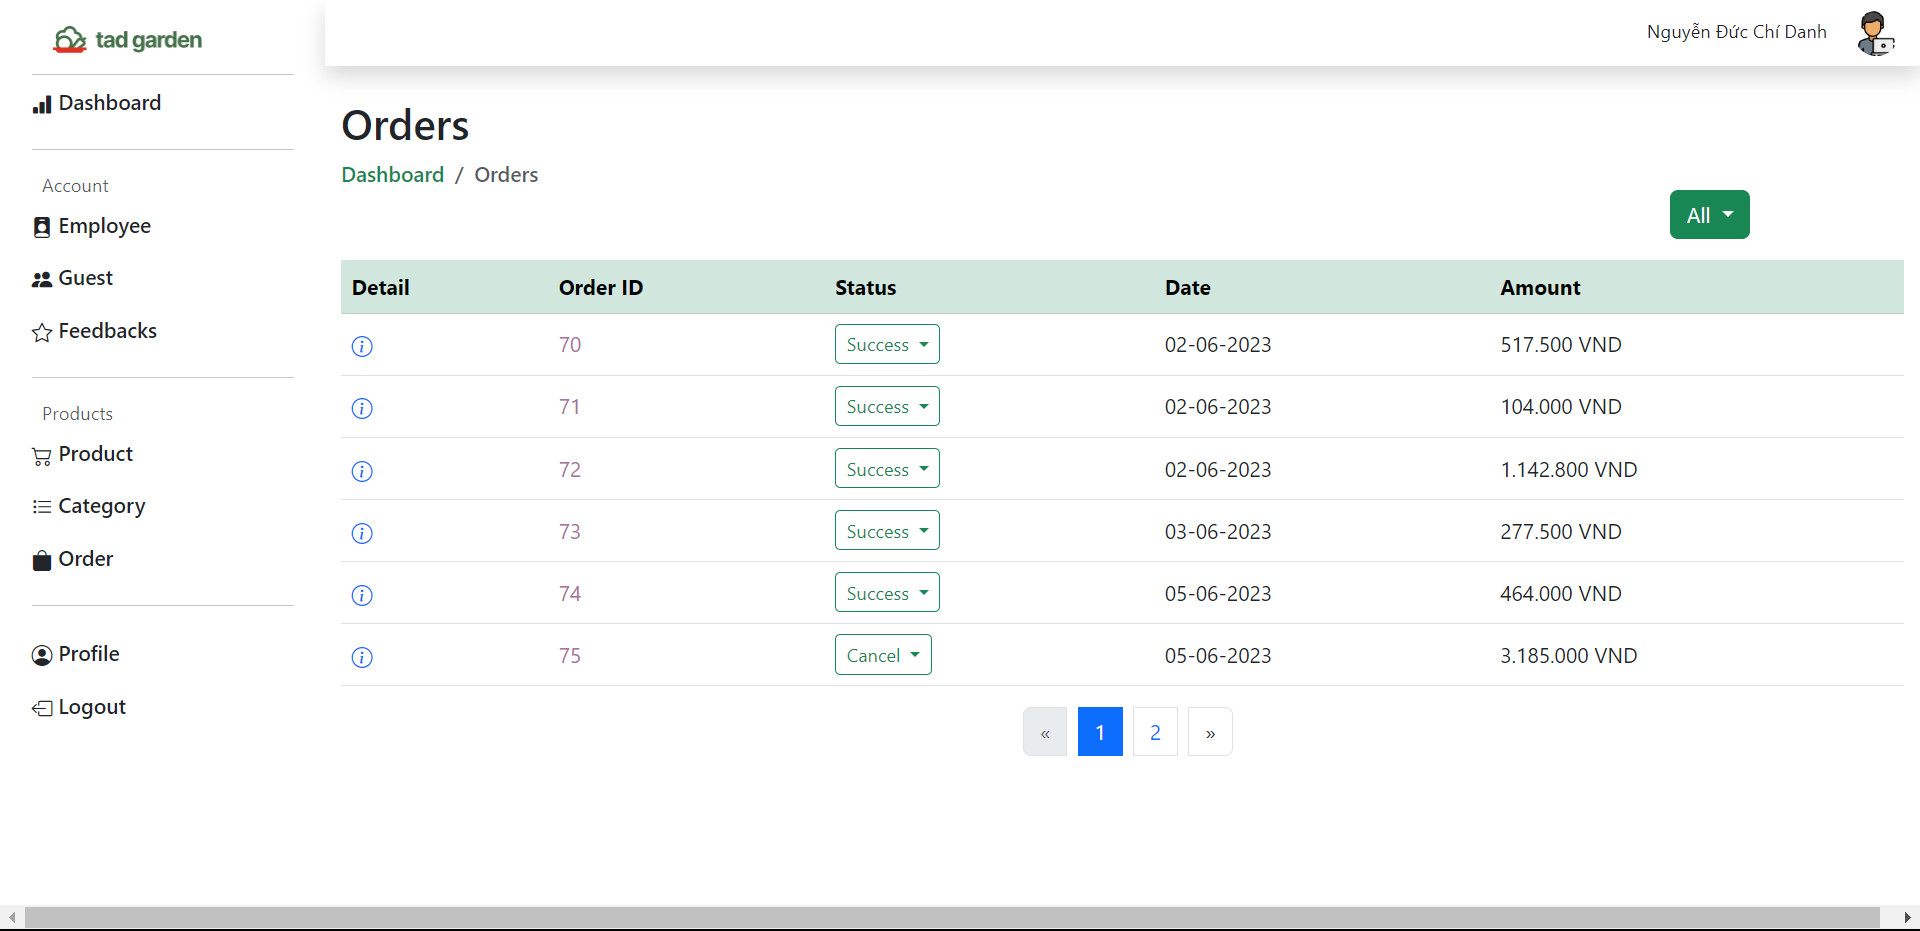 tad garden
Nguyễn Đức Chí Danh
Dashboard
Account
Employee
Guest
Feedbacks
Products
Product
Category
Order
Profile
Logout
Orders
Dashboard / Orders
All
Detail Order ID Status Date Amount
70 Success 02-06-2023 517.500 VND
71 Success 02-06-2023 104.000 VND
72 Success 02-06-2023 1.142.800 VND
73 Success 03-06-2023 277.500 VND
74 Success 05-06-2023 464.000 VND
75 Cancel 05-06-2023 3.185.000 VND
« 1 2 »